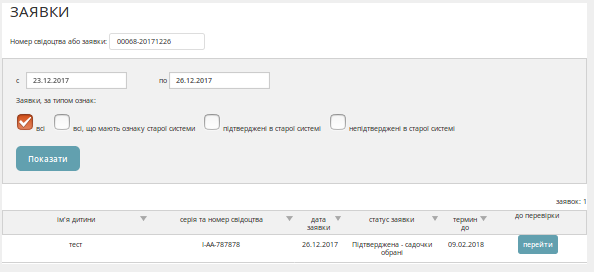 ЗАЯВКИ
Номер свідоцтва або заявки: 00068-20171226
с 23.12.2017 по 26.12.2017
Заявки, за типом ознак:
всі всі, що мають ознаку старої системи підтверджені в старої системі непідтверджені в старої системі
Показати
заявок: 1
ім'я дитини серія та номер свідоцтва дата заявки статус заявки термин до до перевірки
тест І-АА-787878 26.12.2017 Підтверджена - садочки обрані 09.02.2018 перейти